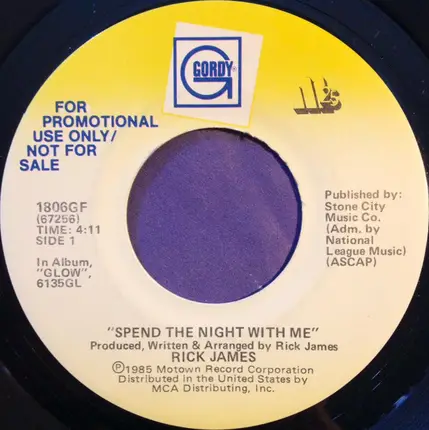 GORDY®
G
FOR
PROMOTIONAL
USE ONLY/
NOT FOR
SALE
1806GF
(67256)
TIME: 4:11
SIDE 1
In Album,
"GLOW",
6135GL
Published by:
Stone City
Music Co.
(Adm. by
National
League Music)
(ASCAP)
"SPEND THE NIGHT WITH ME"
Produced, Written & Arranged by Rick James
RICK JAMES
Ⓟ1985 Motown Record Corporation
Distributed in the United States by
MCA Distributing, Inc.